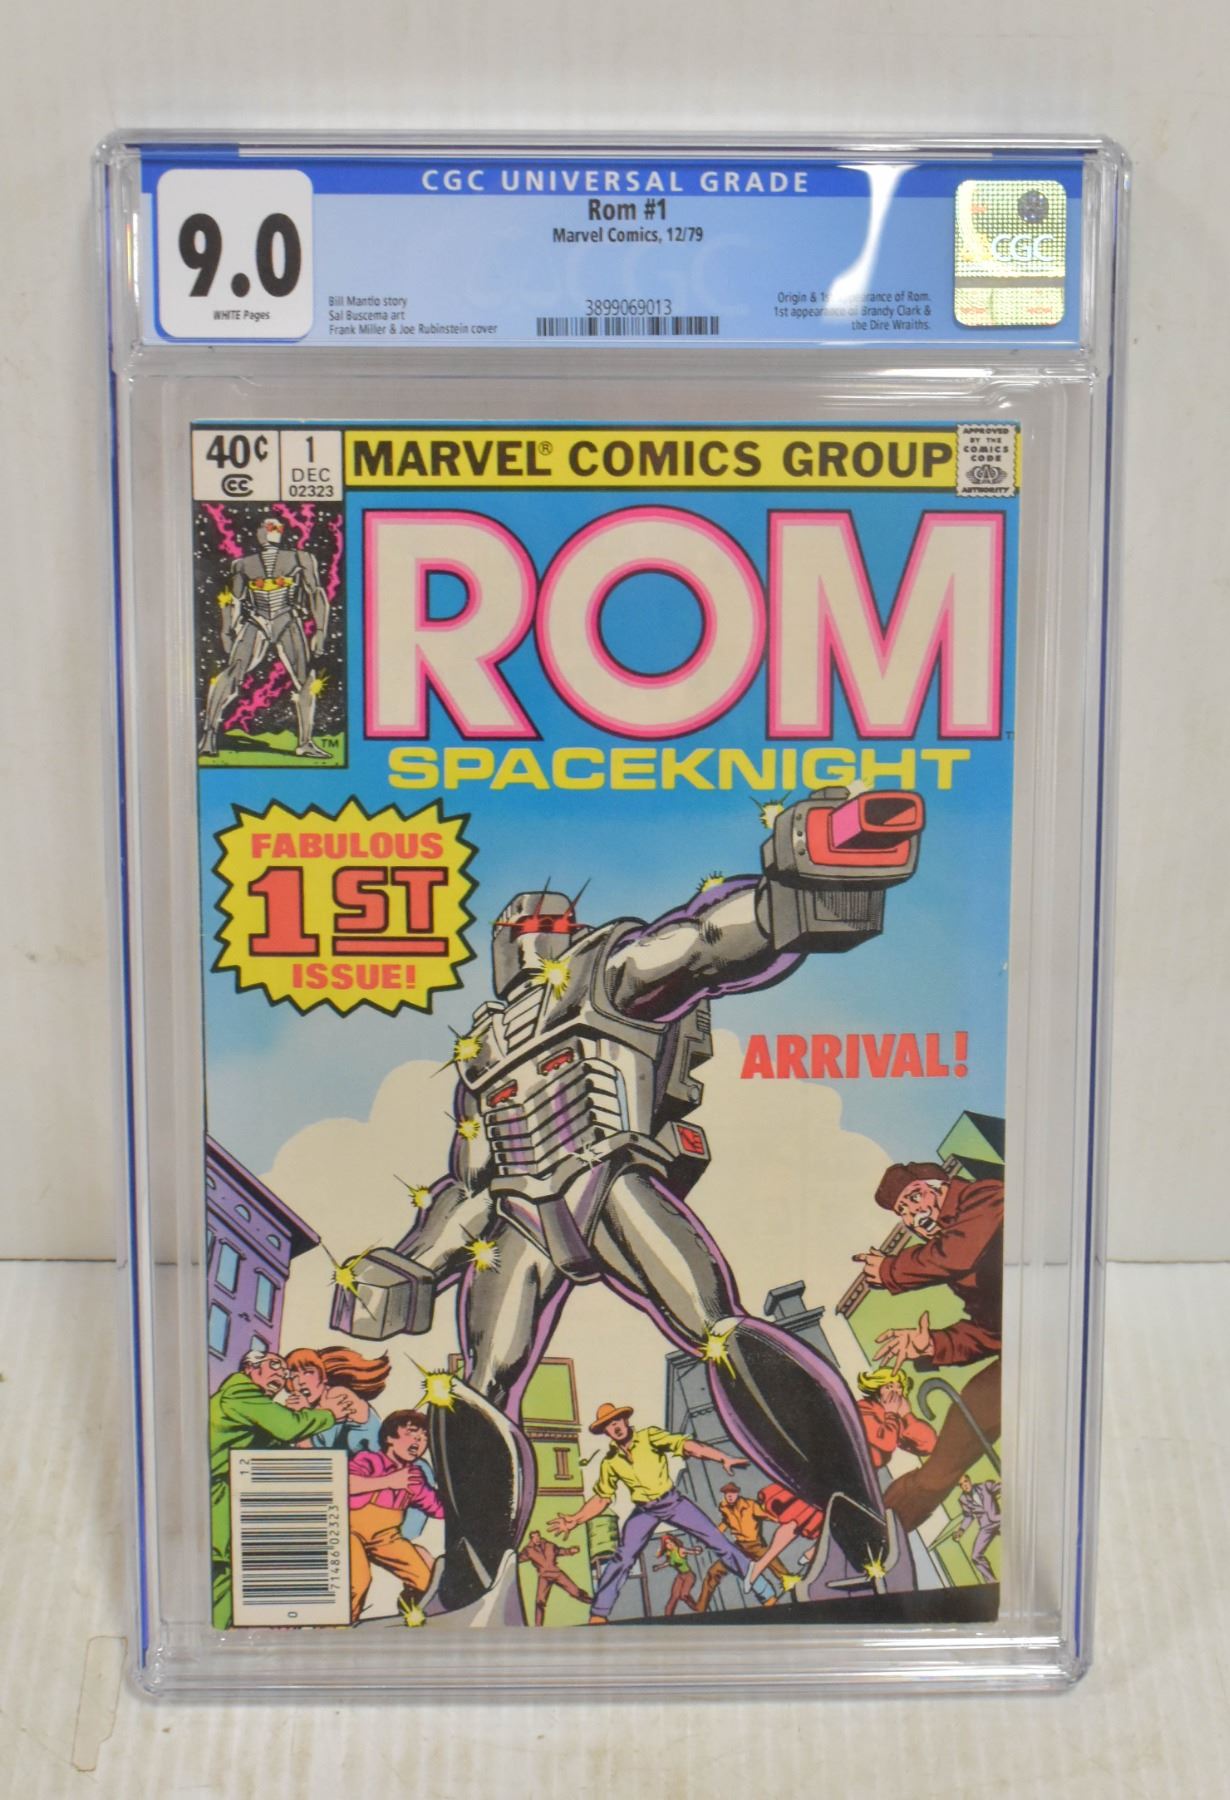 CGC UNIVERSAL GRADE
9.0
WHITE Pages
Rom #1
Marvel Comics, 12/79
Bill Mantlo story
Sal Buscema art
Frank Miller & Joe Rubinstein cover
3899069013
Origin & 1st appearance of Rom.
1st appearance of Brandy Clark &
the Dire Wraiths.
CGC
40¢
CC
1
DEC
02323
MARVEL® COMICS GROUP
APPROVED
BY THE
COMICS
CODE
AUTHORITY
ROM
TM
SPACEKNIGHT
FABULOUS
1ST
ISSUE!
ARRIVAL!
12
71486 02323
0